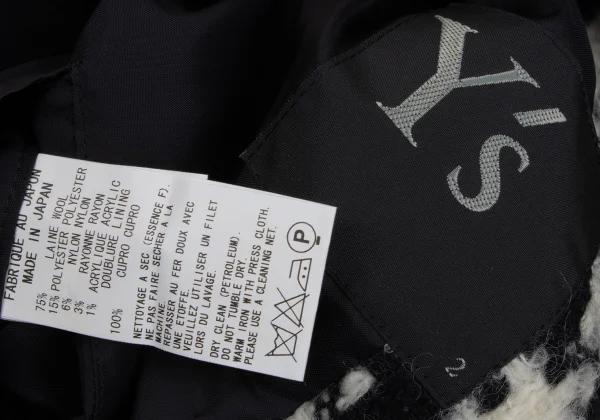 Y's
2
FABRIQUE AU JAPON
MADE IN JAPAN
75% LAINE WOOL
15% POLYESTER POLYESTER
6% NYLON NYLON
3% RAYONNE RAYON
1% ACRYLIQUE ACRYLIC
DOUBLURE LINING
100% CUPRO CUPRO
NETTOYAGE A SEC (ESSENCE F).
NE PAS FAIRE SECHER A LA
MACHINE.
REPASSER AU FER DOUX AVEC
UNE ETOFFE.
VEUILLEZ UTILISER UN FILET
LORS DU LAVAGE.
DRY CLEAN (PETROLEUM).
DO NOT TUMBLE DRY.
WARM IRON WITH PRESS CLOTH.
PLEASE USE A CLEANING NET.
P